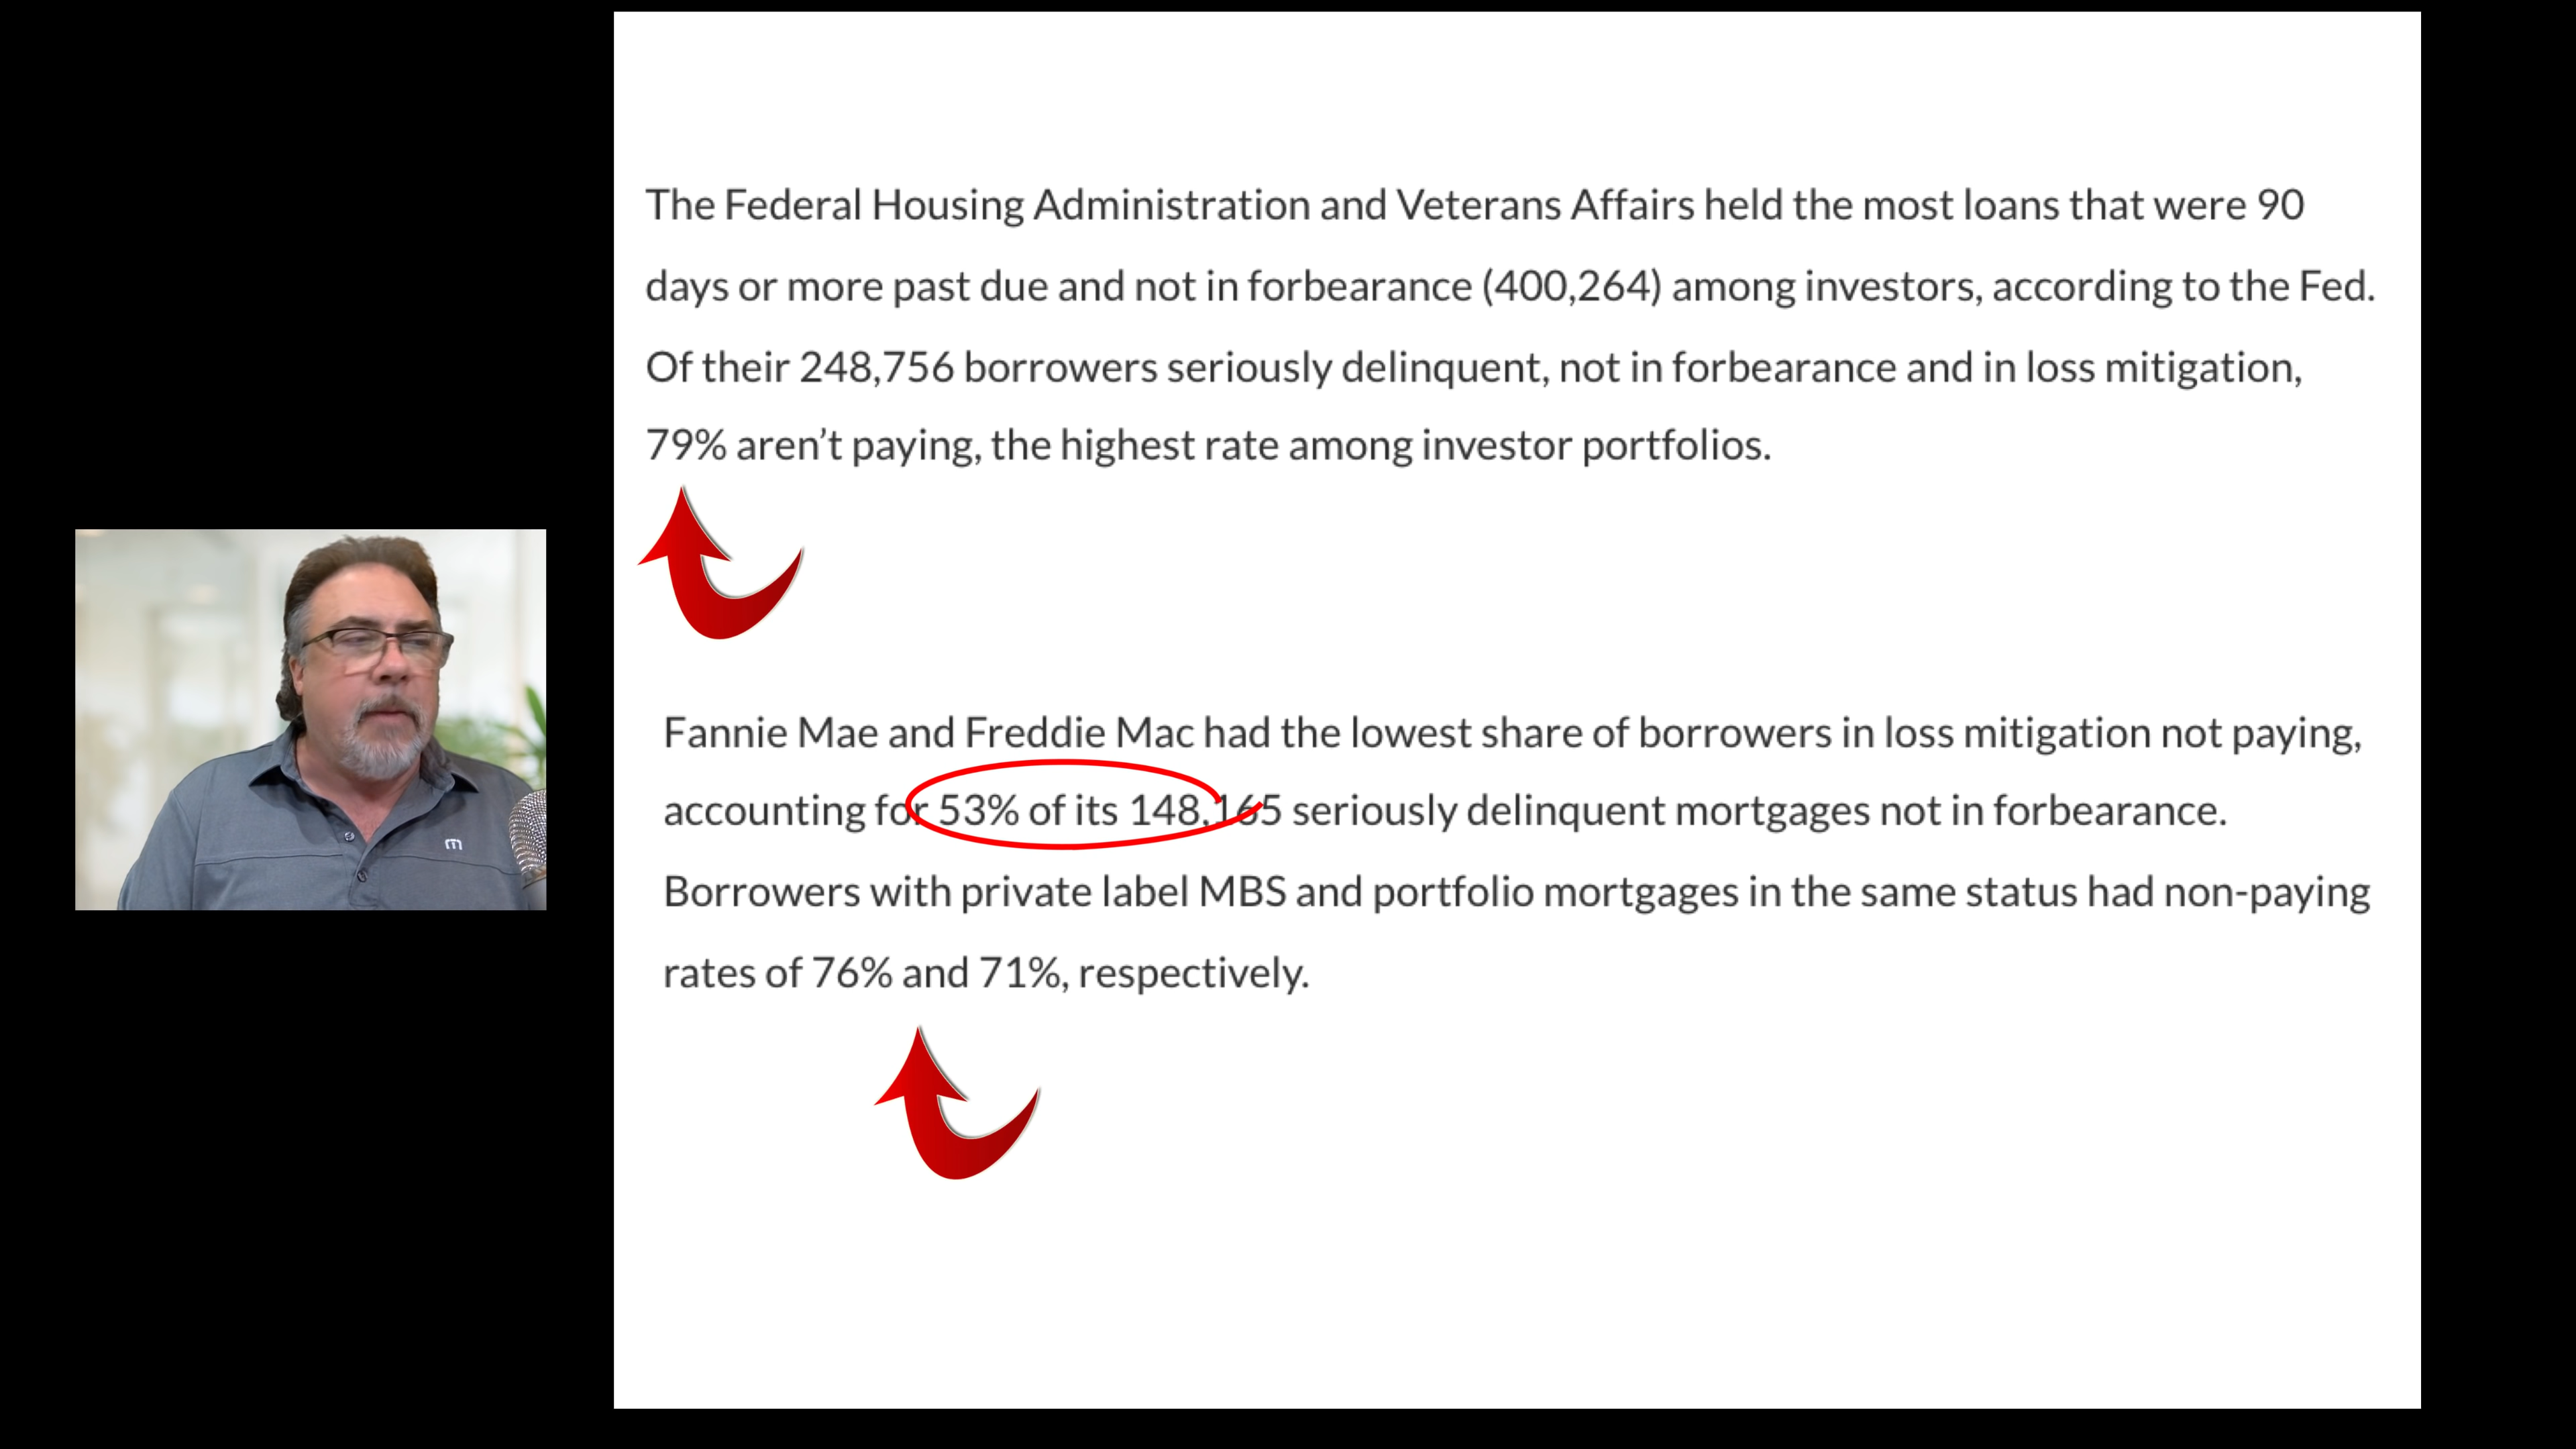 The Federal Housing Administration and Veterans Affairs held the most loans that were 90
days or more past due and not in forbearance (400,264) among investors, according to the Fed.
Of their 248,756 borrowers seriously delinquent, not in forbearance and in loss mitigation,
79% aren’t paying, the highest rate among investor portfolios.
Fannie Mae and Freddie Mac had the lowest share of borrowers in loss mitigation not paying,
accounting for 53% of its 148,165 seriously delinquent mortgages not in forbearance.
Borrowers with private label MBS and portfolio mortgages in the same status had non-paying
rates of 76% and 71%, respectively.